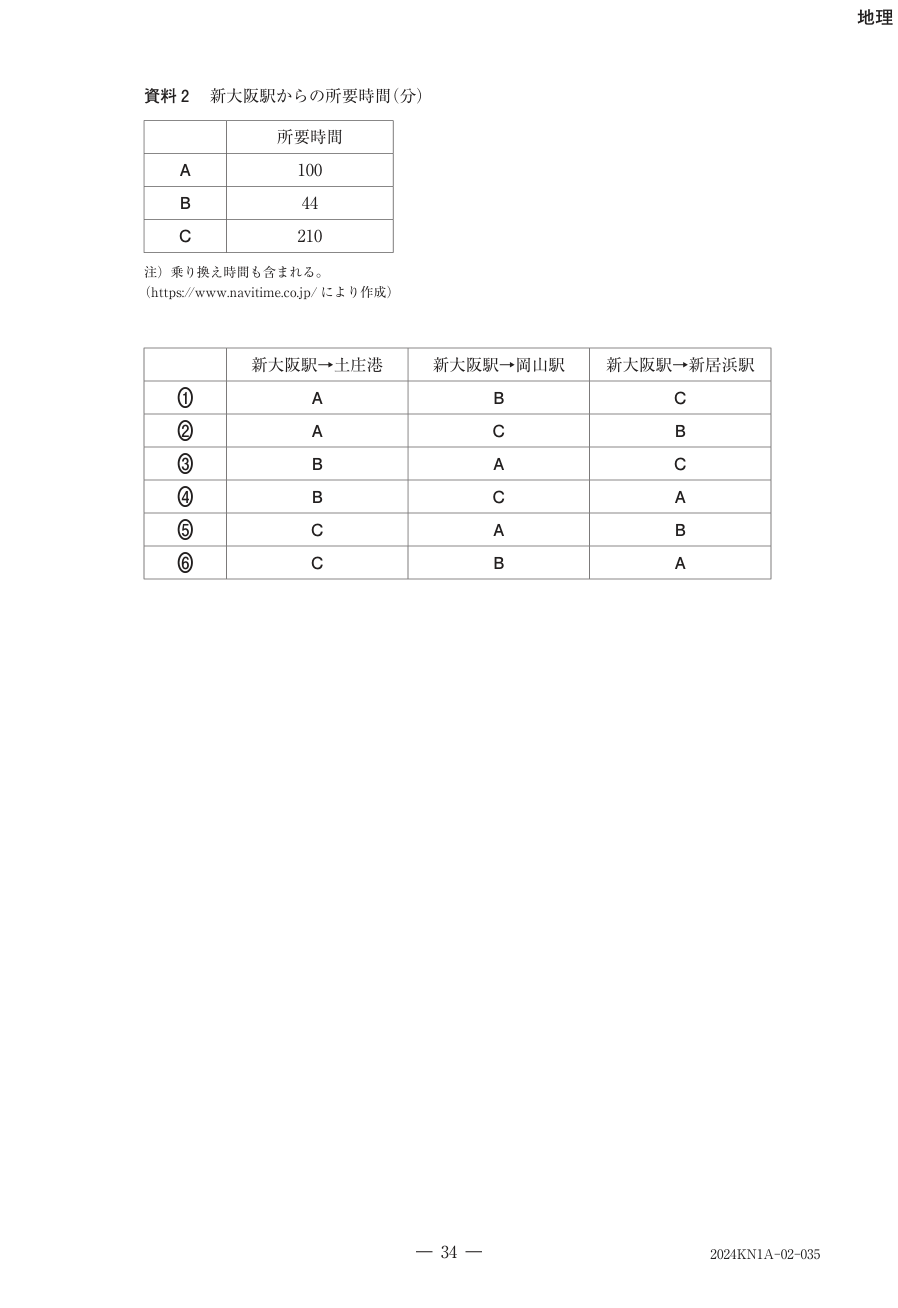 地理
資料2 新大阪駅からの所要時間(分)
所要時間
A 100
B 44
C 210
注）乗り換え時間も含まれる。
（https://www.navitime.co.jp/ により作成）
新大阪駅→土庄港 新大阪駅→岡山駅 新大阪駅→新居浜駅
① A B C
② A C B
③ B A C
④ B C A
⑤ C A B
⑥ C B A
— 34 —
2024KN1A-02-035